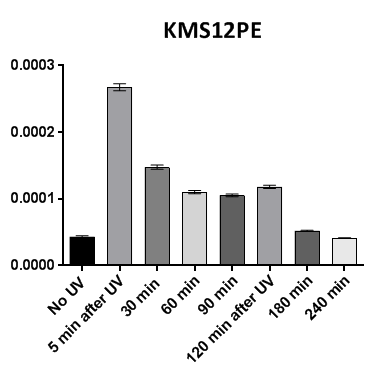 KMS12PE
0.0003
0.0002
0.0001
0.0000
No UV
5 min after UV
30 min
60 min
90 min
120 min after UV
180 min
240 min